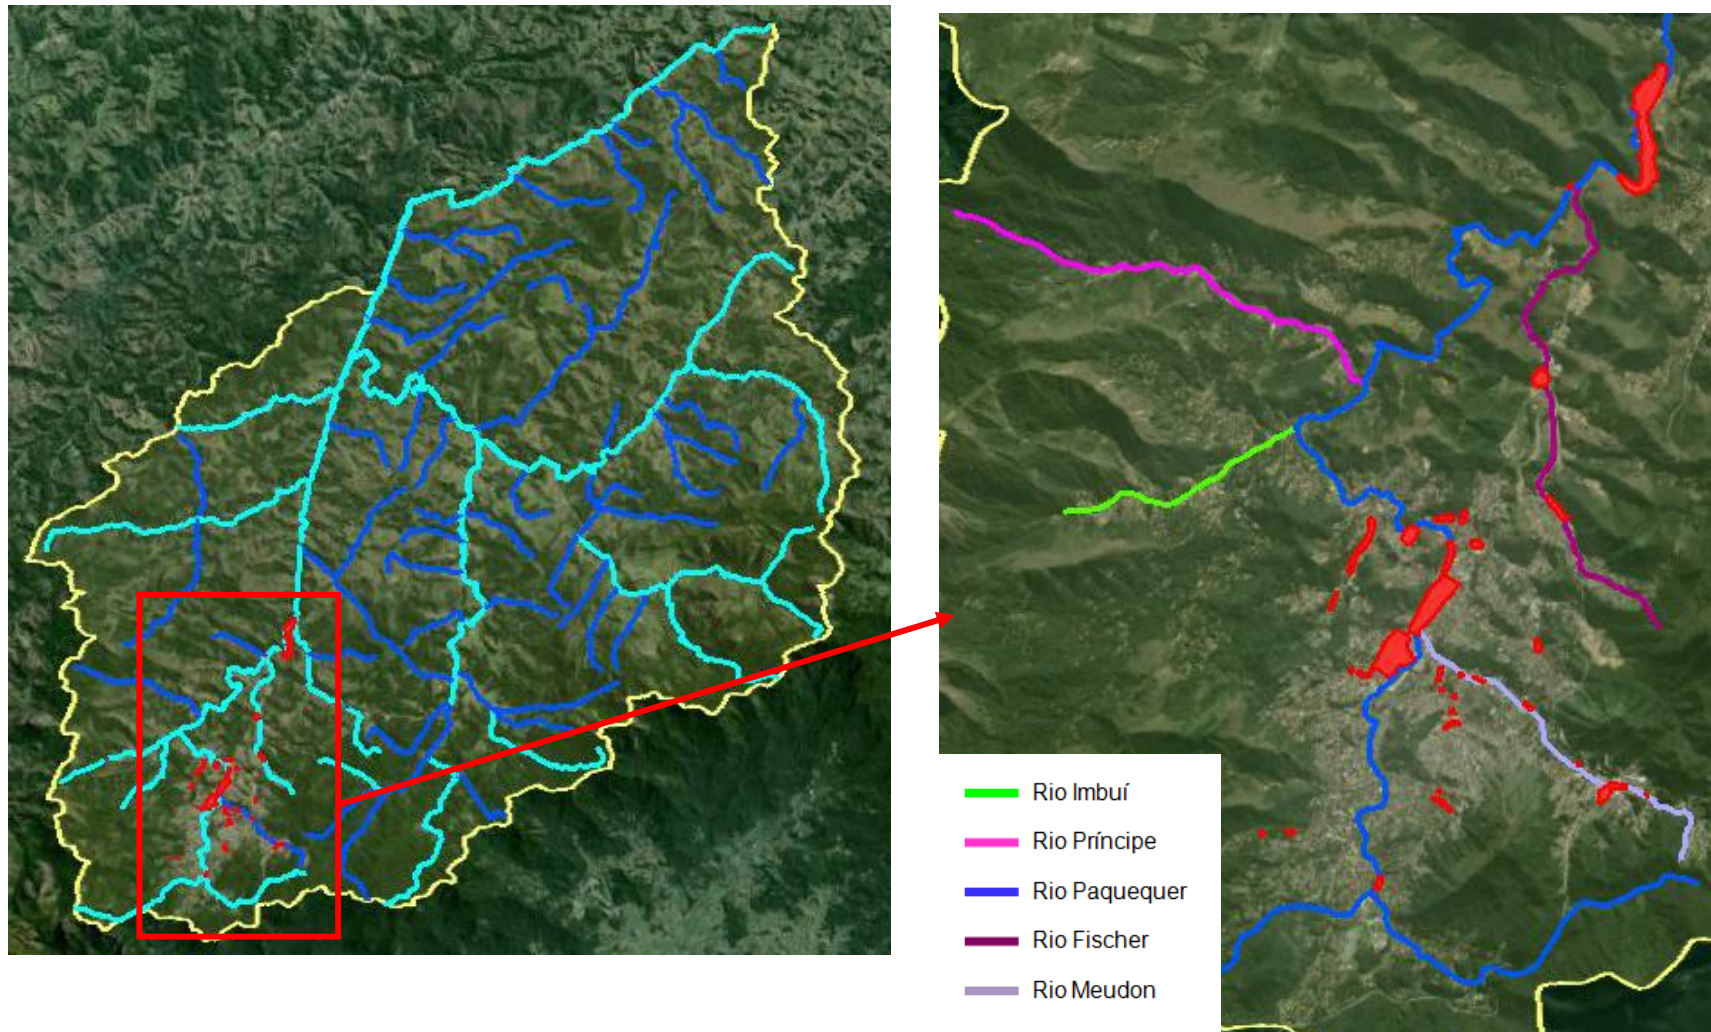 Rio Imbuí
Rio Príncipe
Rio Paquequer
Rio Fischer
Rio Meudon